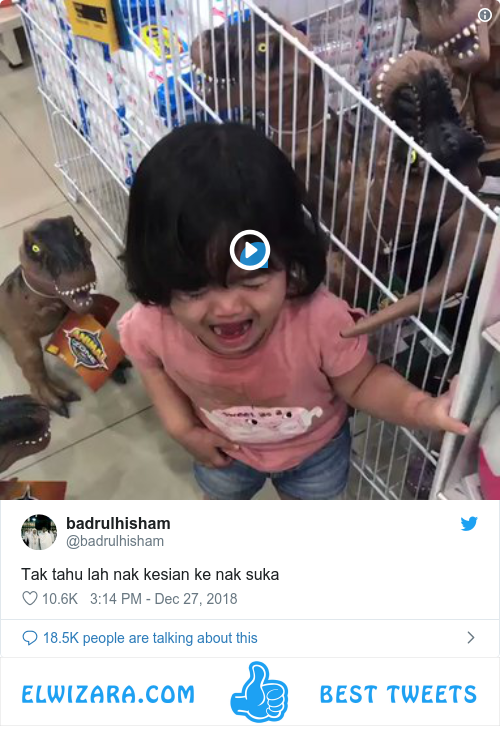 badrulhisham
@badrulhisham
Tak tahu lah nak kesian ke nak suka
10.6K 3:14 PM - Dec 27, 2018
18.5K people are talking about this
ELWIZARA.COM BEST TWEETS